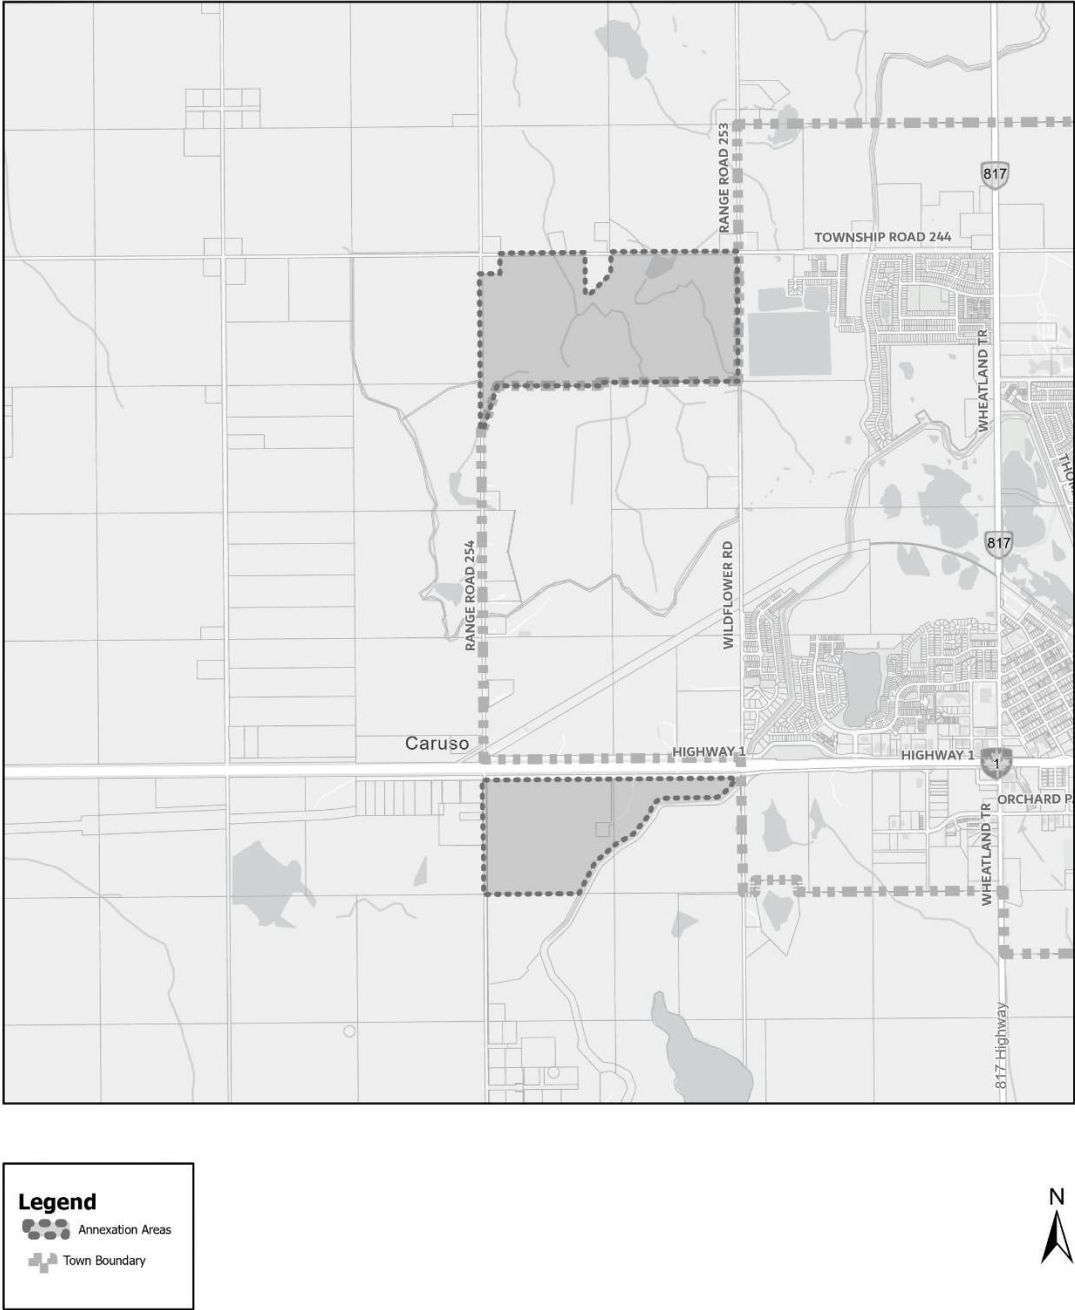 RANGE ROAD 253
817
TOWNSHIP ROAD 244
WHEATLAND TR
817
RANGE ROAD 254
WILDFLOWER RD
Caruso
HIGHWAY 1
HIGHWAY 1
1
ORCHARD P
WHEATLAND TR
817 Highway
Legend
Annexation Areas
Town Boundary
N